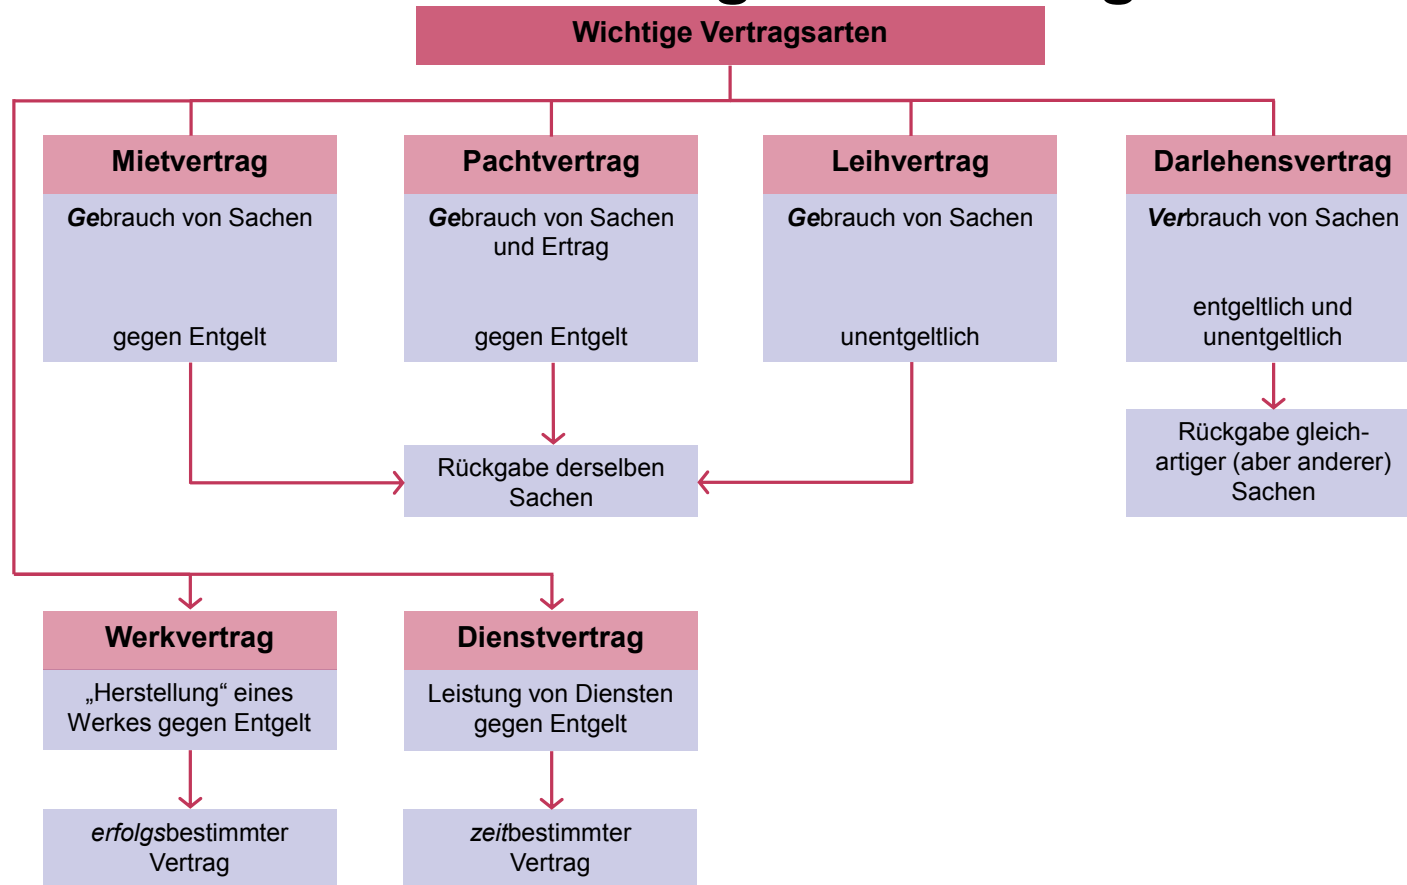 Wichtige Vertragsarten
Mietvertrag
Gebrauch von Sachen
gegen Entgelt
Pachtvertrag
Gebrauch von Sachen
und Ertrag
gegen Entgelt
Leihvertrag
Gebrauch von Sachen
unentgeltlich
Darlehensvertrag
Verbrauch von Sachen
entgeltlich und
unentgeltlich
Rückgabe derselben
Sachen
Rückgabe gleich-
artiger (aber anderer)
Sachen
Werkvertrag
„Herstellung“ eines
Werkes gegen Entgelt
erfolgsbestimmter
Vertrag
Dienstvertrag
Leistung von Diensten
gegen Entgelt
zeitbestimmter
Vertrag